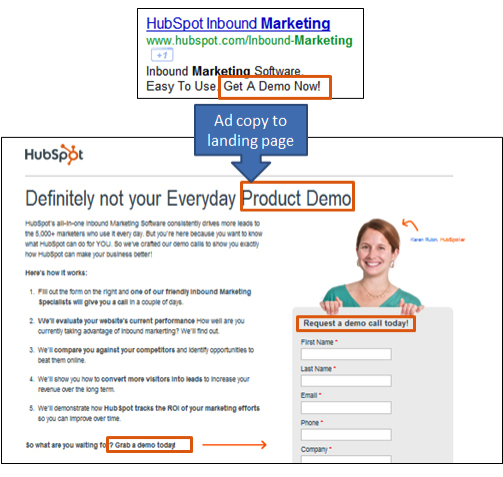 HubSpot Inbound Marketing
www.hubspot.com/Inbound-Marketing
+1
Inbound Marketing Software.
Easy To Use. Get A Demo Now!
Ad copy to
landing page
HubSpot
Definitely not your Everyday Product Demo
HubSpot's all-in-one Inbound Marketing Software consistently drives more leads to
the 5,000+ marketers who use it every day. But you're here because you want to know
what HubSpot can do for YOU. So we've crafted our demo calls to show you exactly
how HubSpot can make your business better!
Karen Rubin, HubSpotter
Here's how it works:
1. Fill out the form on the right and one of our friendly Inbound Marketing
Specialists will give you a call in a couple of days.
2. We'll evaluate your website's current performance How well are you
currently taking advantage of inbound marketing? We'll find out.
3. We'll compare you against your competitors and identify opportunities to
beat them online.
4. We'll show you how to convert more visitors into leads to increase your
revenue over the long term.
5. We'll demonstrate how HubSpot tracks the ROI of your marketing efforts
so you can improve over time.
So what are you waiting for? Grab a demo today!
Request a demo call today!
First Name *
Last Name *
Email *
Phone *
Company *